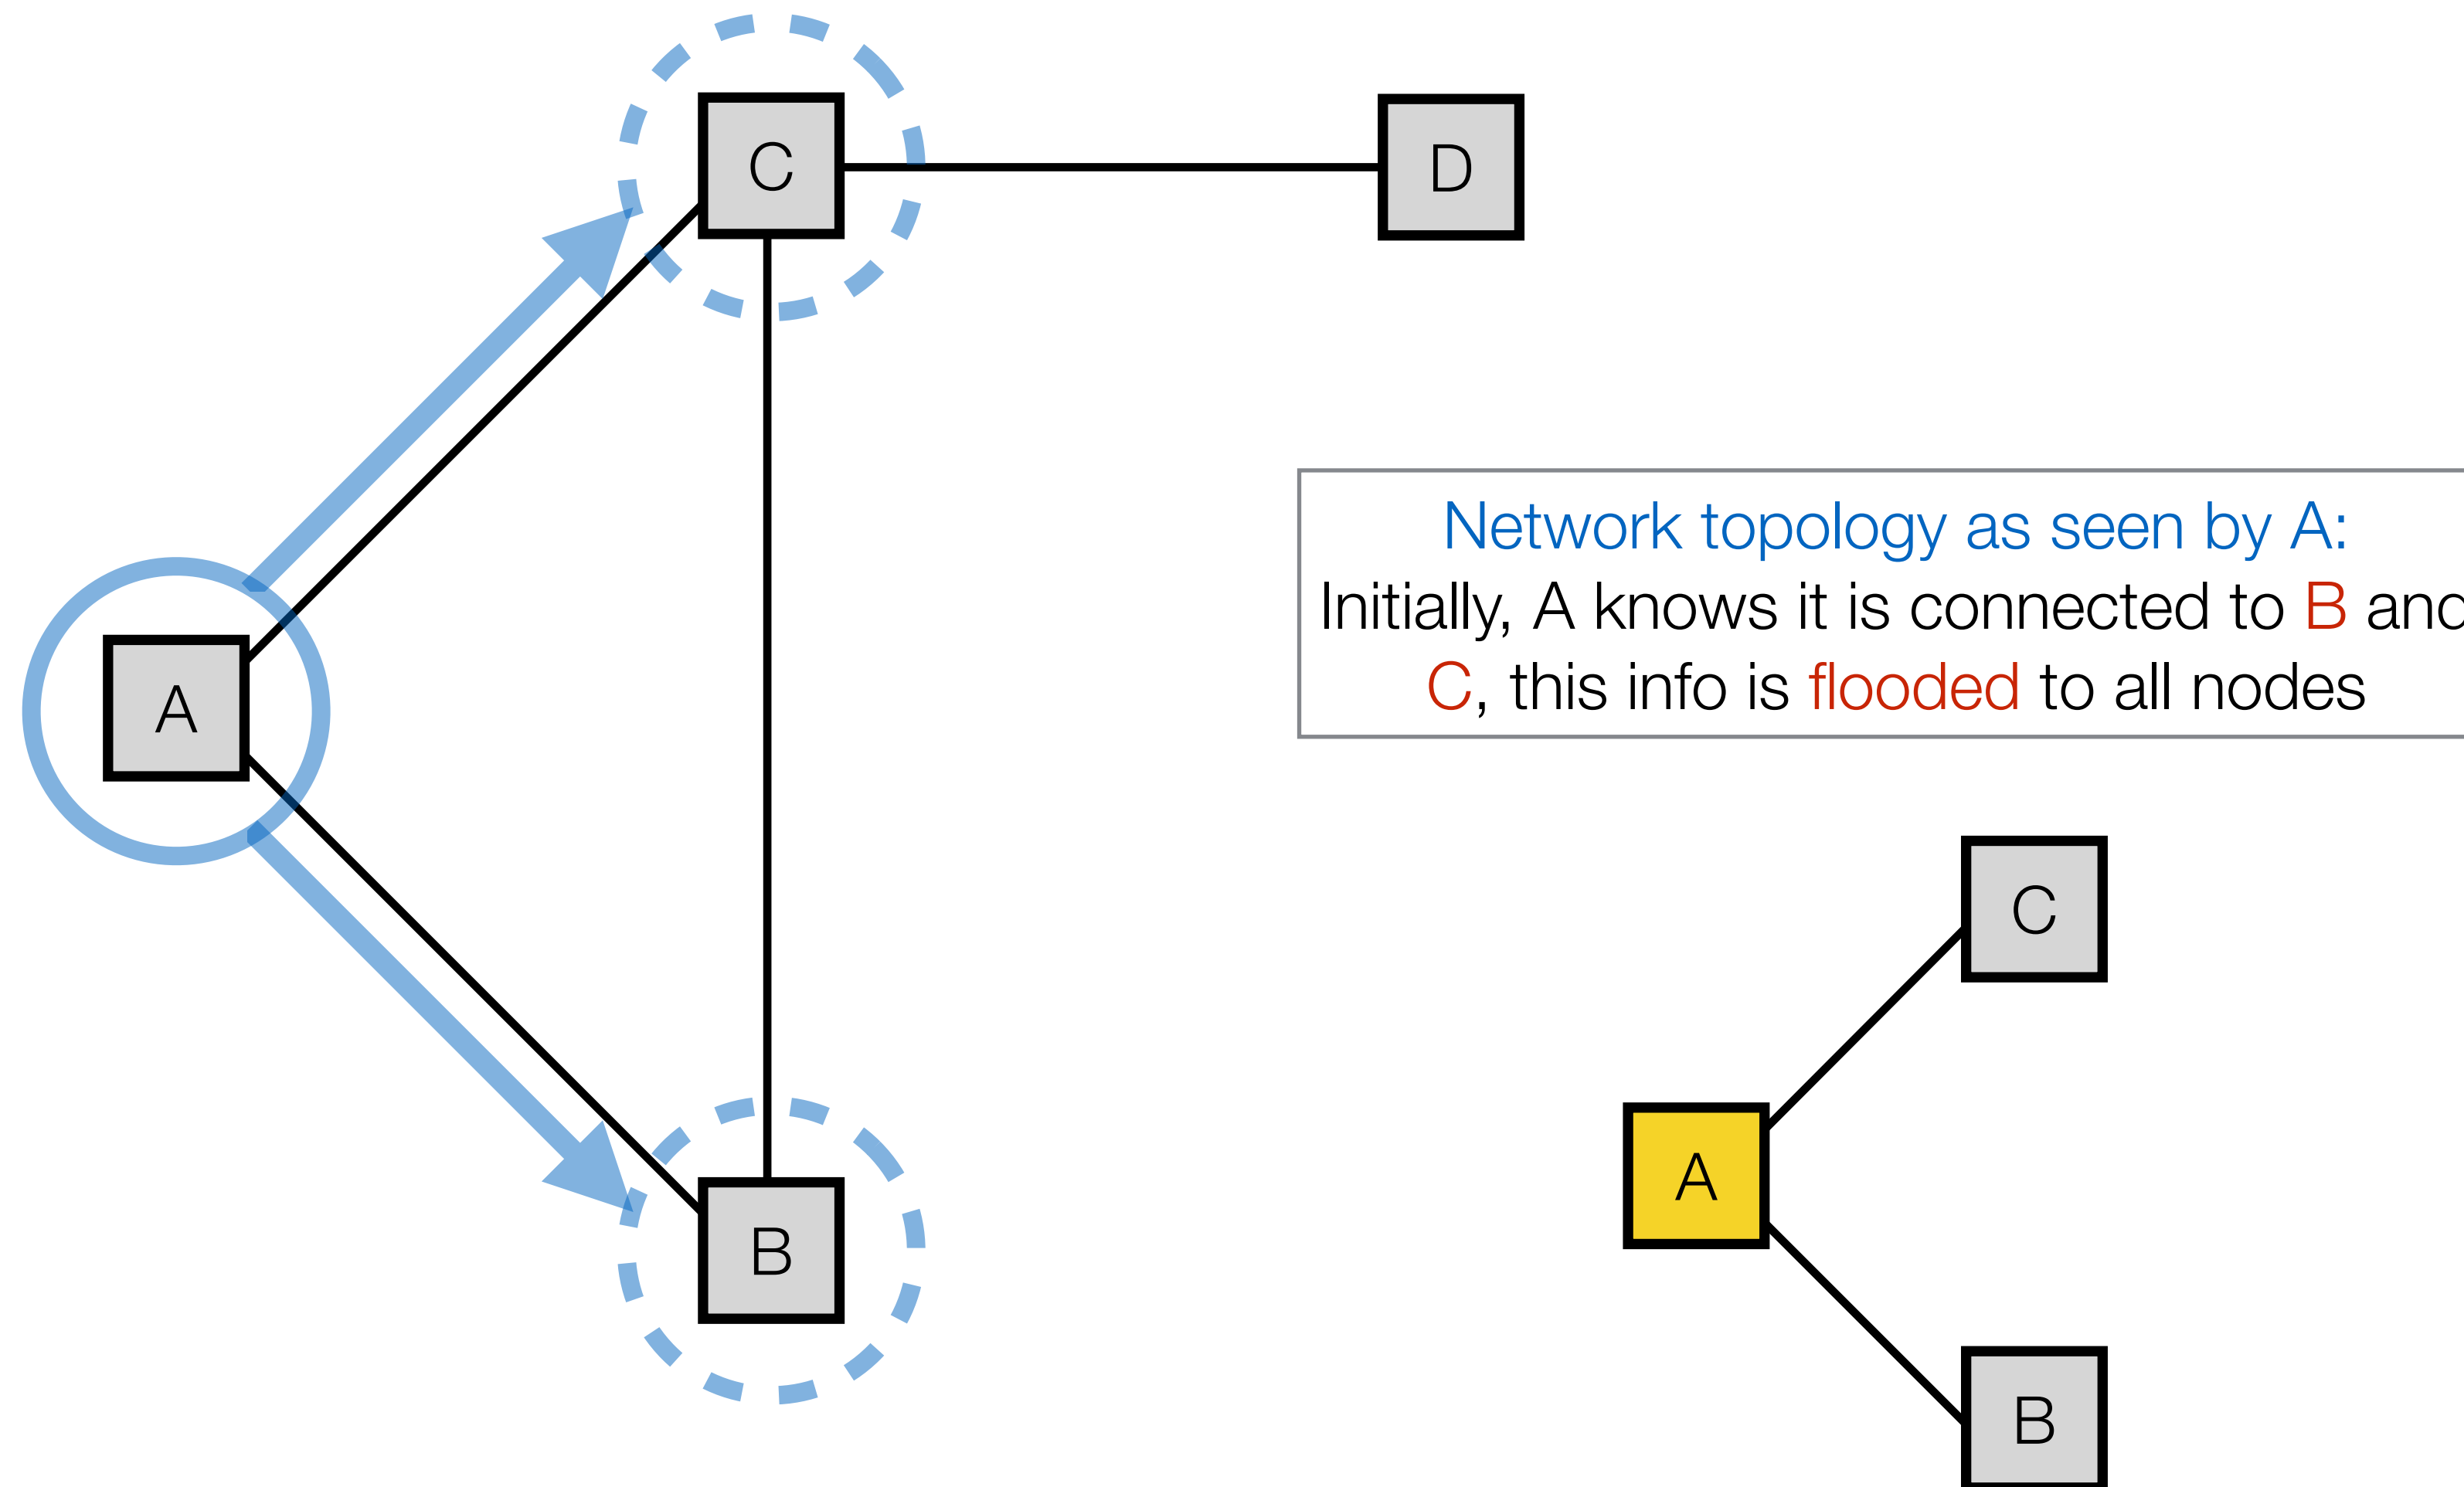 C
D
A
B
Network topology as seen by A:
Initially, A knows it is connected to B and
C, this info is flooded to all nodes
C
A
B